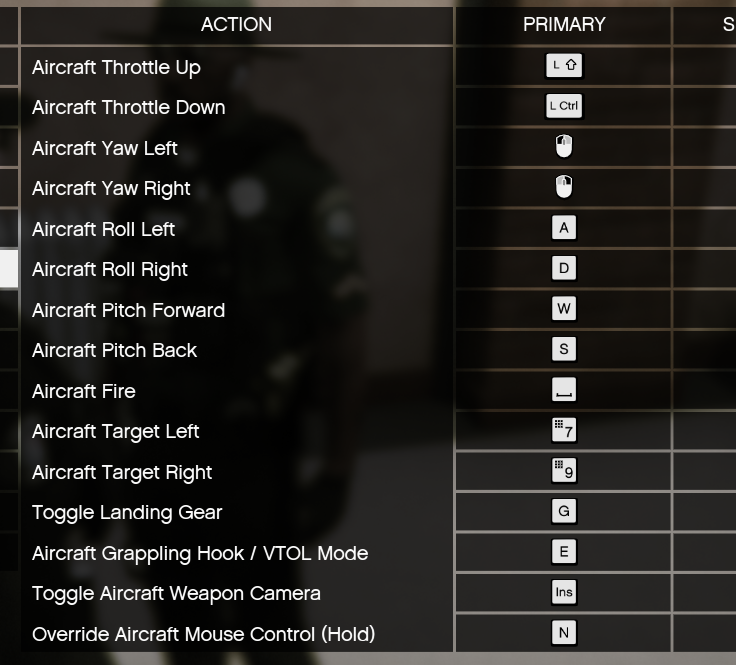 ACTION PRIMARY S
Aircraft Throttle Up L ⇧
Aircraft Throttle Down L Ctrl
Aircraft Yaw Left
Aircraft Yaw Right
Aircraft Roll Left A
Aircraft Roll Right D
Aircraft Pitch Forward W
Aircraft Pitch Back S
Aircraft Fire
Aircraft Target Left 7
Aircraft Target Right 9
Toggle Landing Gear G
Aircraft Grappling Hook / VTOL Mode E
Toggle Aircraft Weapon Camera Ins
Override Aircraft Mouse Control (Hold) N